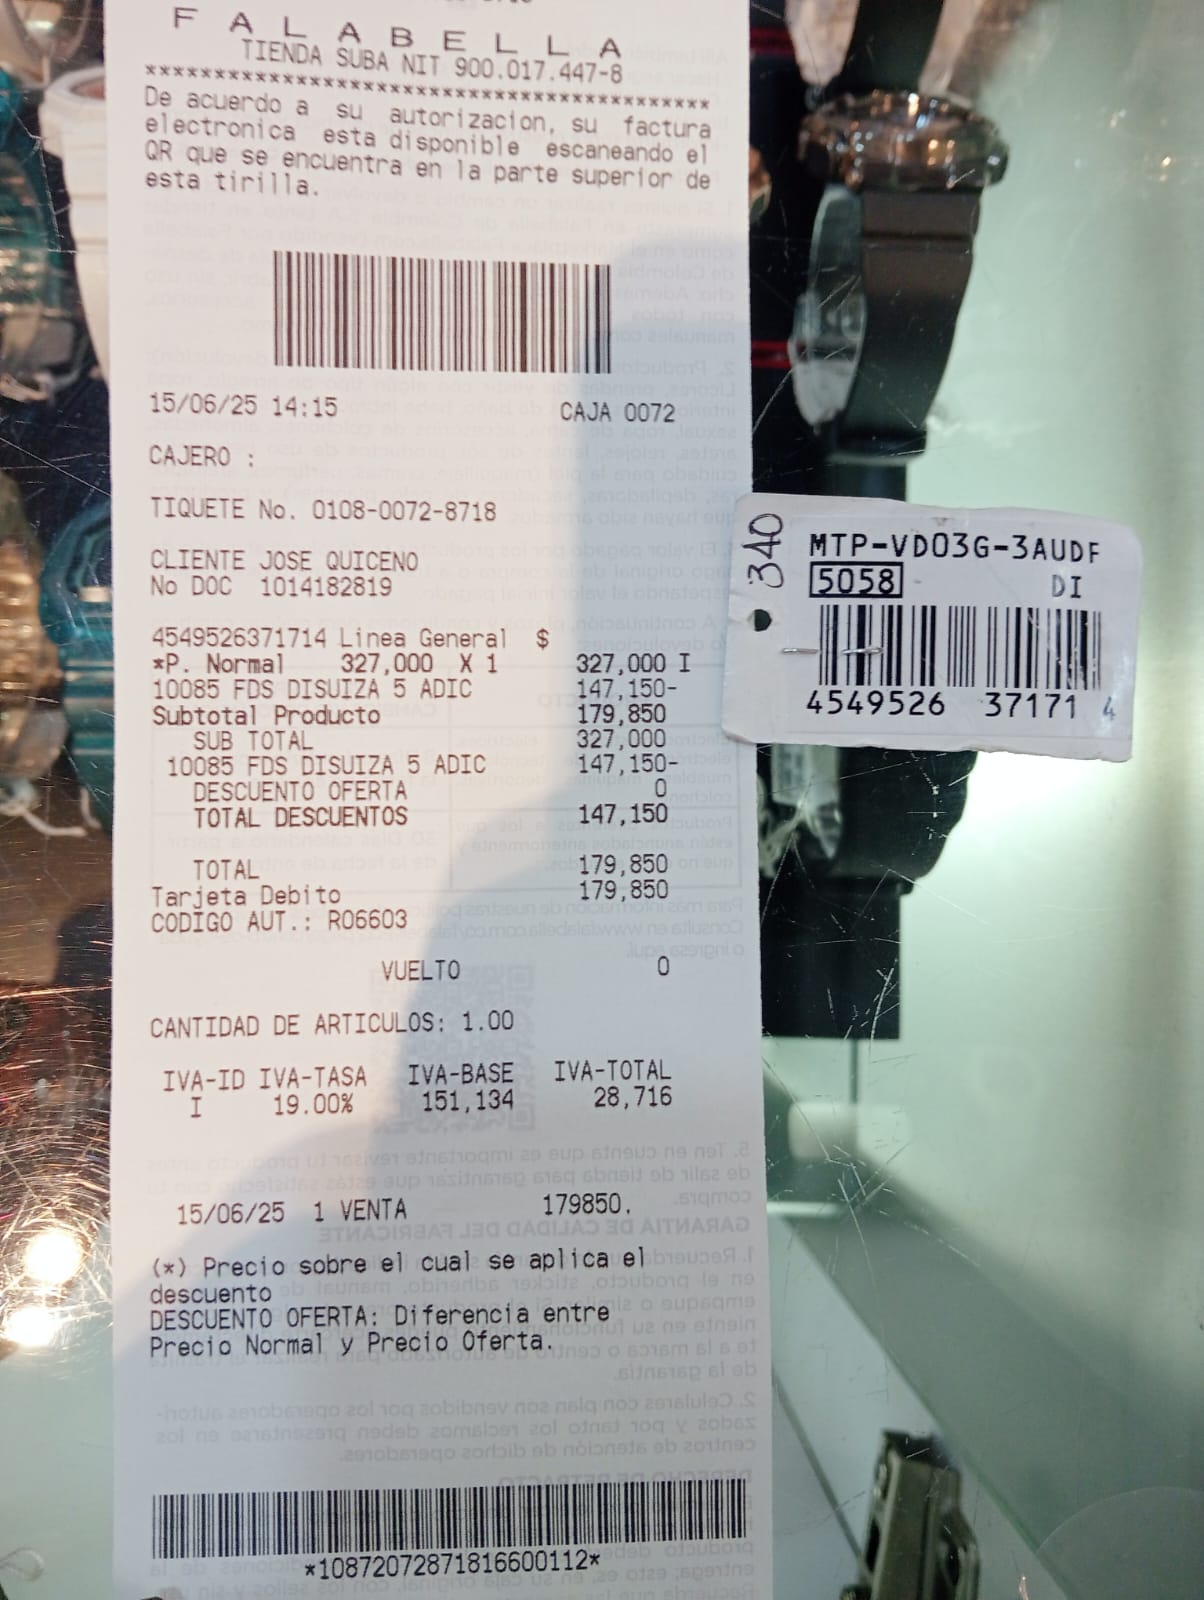 F A L A B E L L A
TIENDA SUBA NIT 900.017.447-8
*****************************************
De acuerdo a su autorizacion, su factura
electronica esta disponible escaneando el
QR que se encuentra en la parte superior de
esta tirilla.
15/06/25 14:15 CAJA 0072
CAJERO :
TIQUETE No. 0108-0072-8718
CLIENTE JOSE QUICENO
No DOC 1014182819
4549526371714 Linea General $
*P. Normal 327,000 X 1 327,000 I
10085 FDS DISUIZA 5 ADIC 147,150-
Subtotal Producto 179,850
SUB TOTAL 327,000
10085 FDS DISUIZA 5 ADIC 147,150-
DESCUENTO OFERTA 0
TOTAL DESCUENTOS 147,150
TOTAL 179,850
Tarjeta Debito 179,850
CODIGO AUT.: R06603
VUELTO 0
CANTIDAD DE ARTICULOS: 1.00
IVA-ID IVA-TASA IVA-BASE IVA-TOTAL
I 19.00% 151,134 28,716
15/06/25 1 VENTA 179850.
(*) Precio sobre el cual se aplica el
descuento
DESCUENTO OFERTA: Diferencia entre
Precio Normal y Precio Oferta.
*10872072871816600112*
340
MTP-VD03G-3AUDF
5058 DI
4549526 37171 4